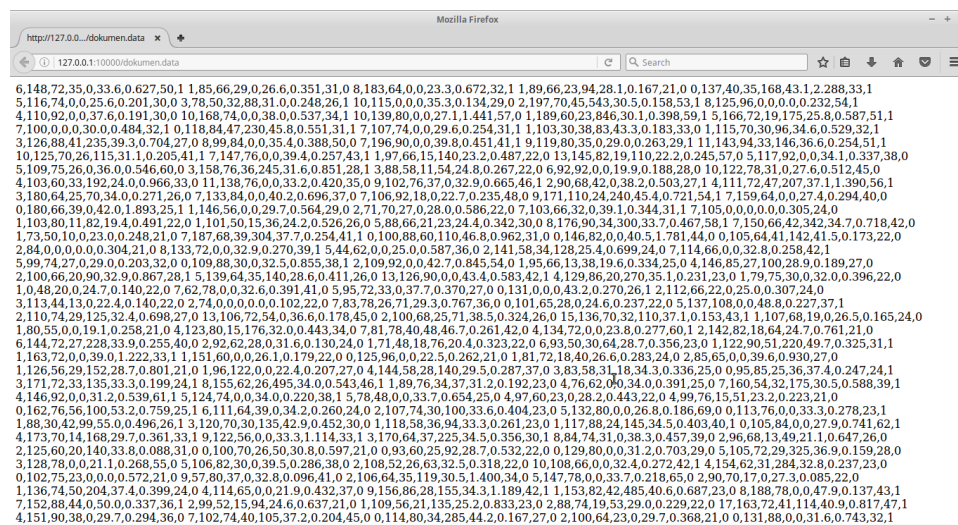 Mozilla Firefox
http://127.0.0.../dokumen.data
127.0.0.1:10000/dokumen.data
Search
6,148,72,35,0,33.6,0.627,50,1 1,85,66,29,0,26.6,0.351,31,0 8,183,64,0,0,23.3,0.672,32,1 1,89,66,23,94,28.1,0.167,21,0 0,137,40,35,168,43.1,2.288,33,1
5,116,74,0,0,25.6,0.201,30,0 3,78,50,32,88,31.0,0.248,26,1 10,115,0,0,0,35.3,0.134,29,0 2,197,70,45,543,30.5,0.158,53,1 8,125,96,0,0,0.0,0.232,54,1
4,110,92,0,0,37.6,0.191,30,0 10,168,74,0,0,38.0,0.537,34,1 10,139,80,0,0,27.1,1.441,57,0 1,189,60,23,846,30.1,0.398,59,1 5,166,72,19,175,25.8,0.587,51,1
7,100,0,0,0,30.0,0.484,32,1 0,118,84,47,230,45.8,0.551,31,1 7,107,74,0,0,29.6,0.254,31,1 1,103,30,38,83,43.3,0.183,33,0 1,115,70,30,96,34.6,0.529,32,1
3,126,88,41,235,39.3,0.704,27,0 8,99,84,0,0,35.4,0.388,50,0 7,196,90,0,0,39.8,0.451,41,1 9,119,80,35,0,29.0,0.263,29,1 11,143,94,33,146,36.6,0.254,51,1
10,125,70,26,115,31.1,0.205,41,1 7,147,76,0,0,39.4,0.257,43,1 1,97,66,15,140,23.2,0.487,22,0 13,145,82,19,110,22.2,0.245,57,0 5,117,92,0,0,34.1,0.337,38,0
5,109,75,26,0,36.0,0.546,60,0 3,158,76,36,245,31.6,0.851,28,1 3,88,58,11,54,24.8,0.267,22,0 6,92,92,0,0,19.9,0.188,28,0 10,122,78,31,0,27.6,0.512,45,0
4,103,60,33,192,24.0,0.966,33,0 11,138,76,0,0,33.2,0.420,35,0 9,102,76,37,0,32.9,0.665,46,1 2,90,68,42,0,38.2,0.503,27,1 4,111,72,47,207,37.1,1.390,56,1
3,180,64,25,70,34.0,0.271,26,0 7,133,84,0,0,40.2,0.696,37,0 7,106,92,18,0,22.7,0.235,48,0 9,171,110,24,240,45.4,0.721,54,1 7,159,64,0,0,27.4,0.294,40,0
0,180,66,39,0,42.0,1.893,25,1 1,146,56,0,0,29.7,0.564,29,0 2,71,70,27,0,28.0,0.586,22,0 7,103,66,32,0,39.1,0.344,31,1 7,105,0,0,0,0.0,0.305,24,0
1,103,80,11,82,19.4,0.491,22,0 1,101,50,15,36,24.2,0.526,26,0 5,88,66,21,23,24.4,0.342,30,0 8,176,90,34,300,33.7,0.467,58,1 7,150,66,42,342,34.7,0.718,42,0
1,73,50,10,0,23.0,0.248,21,0 7,187,68,39,304,37.7,0.254,41,1 0,100,88,60,110,46.8,0.962,31,0 0,146,82,0,0,40.5,1.781,44,0 0,105,64,41,142,41.5,0.173,22,0
2,84,0,0,0,0.0,0.304,21,0 8,133,72,0,0,32.9,0.270,39,1 5,44,62,0,0,25.0,0.587,36,0 2,141,58,34,128,25.4,0.699,24,0 7,114,66,0,0,32.8,0.258,42,1
5,99,74,27,0,29.0,0.203,32,0 0,109,88,30,0,32.5,0.855,38,1 2,109,92,0,0,42.7,0.845,54,0 1,95,66,13,38,19.6,0.334,25,0 4,146,85,27,100,28.9,0.189,27,0
2,100,66,20,90,32.9,0.867,28,1 5,139,64,35,140,28.6,0.411,26,0 13,126,90,0,0,43.4,0.583,42,1 4,129,86,20,270,35.1,0.231,23,0 1,79,75,30,0,32.0,0.396,22,0
1,0,48,20,0,24.7,0.140,22,0 7,62,78,0,0,32.6,0.391,41,0 5,95,72,33,0,37.7,0.370,27,0 0,131,0,0,0,43.2,0.270,26,1 2,112,66,22,0,25.0,0.307,24,0
3,113,44,13,0,22.4,0.140,22,0 2,74,0,0,0,0.0,0.102,22,0 7,83,78,26,71,29.3,0.767,36,0 0,101,65,28,0,24.6,0.237,22,0 5,137,108,0,0,48.8,0.227,37,1
2,110,74,29,125,32.4,0.698,27,0 13,106,72,54,0,36.6,0.178,45,0 2,100,68,25,71,38.5,0.324,26,0 15,136,70,32,110,37.1,0.153,43,1 1,107,68,19,0,26.5,0.165,24,0
1,80,55,0,0,19.1,0.258,21,0 4,123,80,15,176,32.0,0.443,34,0 7,81,78,40,48,46.7,0.261,42,0 4,134,72,0,0,23.8,0.277,60,1 2,142,82,18,64,24.7,0.761,21,0
6,144,72,27,228,33.9,0.255,40,0 2,92,62,28,0,31.6,0.130,24,0 1,71,48,18,76,20.4,0.323,22,0 6,93,50,30,64,28.7,0.356,23,0 1,122,90,51,220,49.7,0.325,31,1
1,163,72,0,0,39.0,1.222,33,1 1,151,60,0,0,26.1,0.179,22,0 0,125,96,0,0,22.5,0.262,21,0 1,81,72,18,40,26.6,0.283,24,0 2,85,65,0,0,39.6,0.930,27,0
1,126,56,29,152,28.7,0.801,21,0 1,96,122,0,0,22.4,0.207,27,0 4,144,58,28,140,29.5,0.287,37,0 3,83,58,31,18,34.3,0.336,25,0 0,95,85,25,36,37.4,0.247,24,1
3,171,72,33,135,33.3,0.199,24,1 8,155,62,26,495,34.0,0.543,46,1 1,89,76,34,37,31.2,0.192,23,0 4,76,62,0,0,34.0,0.391,25,0 7,160,54,32,175,30.5,0.588,39,1
4,146,92,0,0,31.2,0.539,61,1 5,124,74,0,0,34.0,0.220,38,1 5,78,48,0,0,33.7,0.654,25,0 4,97,60,23,0,28.2,0.443,22,0 4,99,76,15,51,23.2,0.223,21,0
0,162,76,56,100,53.2,0.759,25,1 6,111,64,39,0,34.2,0.260,24,0 2,107,74,30,100,33.6,0.404,23,0 5,132,80,0,0,26.8,0.186,69,0 0,113,76,0,0,33.3,0.278,23,1
1,88,30,42,99,55.0,0.496,26,1 3,120,70,30,135,42.9,0.452,30,0 1,118,58,36,94,33.3,0.261,23,0 1,117,88,24,145,34.5,0.403,40,1 0,105,84,0,0,27.9,0.741,62,1
4,173,70,14,168,29.7,0.361,33,1 9,122,56,0,0,33.3,1.114,33,1 3,170,64,37,225,34.5,0.356,30,1 8,84,74,31,0,38.3,0.457,39,0 2,96,68,13,49,21.1,0.647,26,0
2,125,60,20,140,33.8,0.088,31,0 0,100,70,26,50,30.8,0.597,21,0 0,93,60,25,92,28.7,0.532,22,0 0,129,80,0,0,31.2,0.703,29,0 5,105,72,29,325,36.9,0.159,28,0
3,128,78,0,0,21.1,0.268,55,0 5,106,82,30,0,39.5,0.286,38,0 2,108,52,26,63,32.5,0.318,22,0 10,108,66,0,0,32.4,0.272,42,1 4,154,62,31,284,32.8,0.237,23,0
0,102,75,23,0,0.0,0.572,21,0 9,57,80,37,0,32.8,0.096,41,0 2,106,64,35,119,30.5,1.400,34,0 5,147,78,0,0,33.7,0.218,65,0 2,90,70,17,0,27.3,0.085,22,0
1,136,74,50,204,37.4,0.399,24,0 4,114,65,0,0,21.9,0.432,37,0 9,156,86,28,155,34.3,1.189,42,1 1,153,82,42,485,40.6,0.687,23,0 8,188,78,0,0,47.9,0.137,43,1
7,152,88,44,0,50.0,0.337,36,1 2,99,52,15,94,24.6,0.637,21,0 1,109,56,21,135,25.2,0.833,23,0 2,88,74,19,53,29.0,0.229,22,0 17,163,72,41,114,40.9,0.817,47,1
4,151,90,38,0,29.7,0.294,36,0 7,102,74,40,105,37.2,0.204,45,0 0,114,80,34,285,44.2,0.167,27,0 2,100,64,23,0,29.7,0.368,21,0 0,131,88,0,0,31.6,0.743,32,1